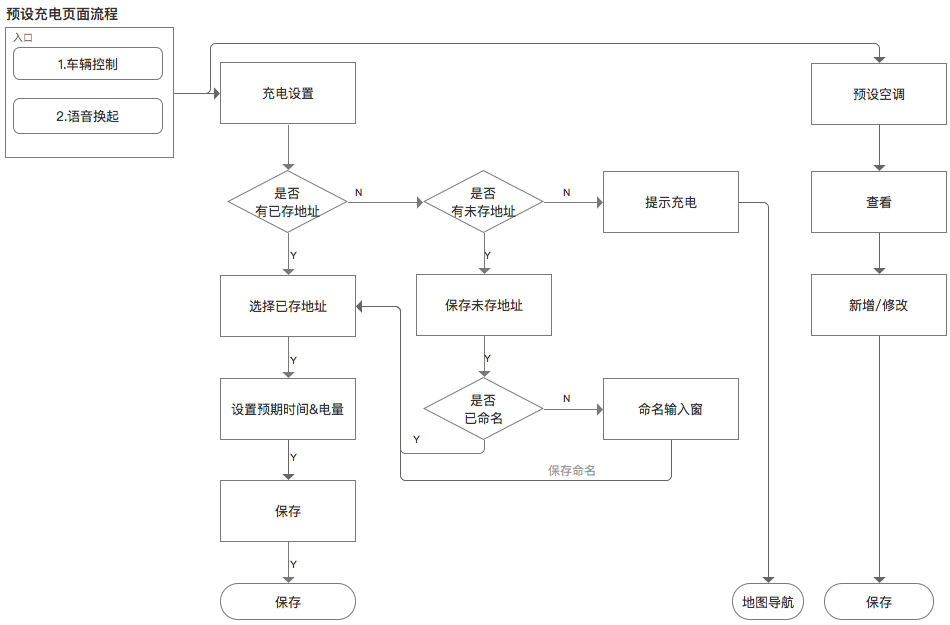 预设充电页面流程
入口
1.车辆控制
2.语音换起
充电设置
预设空调
是否
有已存地址
N
是否
有未存地址
N
提示充电
查看
Y
Y
选择已存地址
保存未存地址
新增/修改
Y
Y
设置预期时间&电量
是否
已命名
N
命名输入窗
Y
Y
保存命名
保存
Y
保存
地图导航
保存